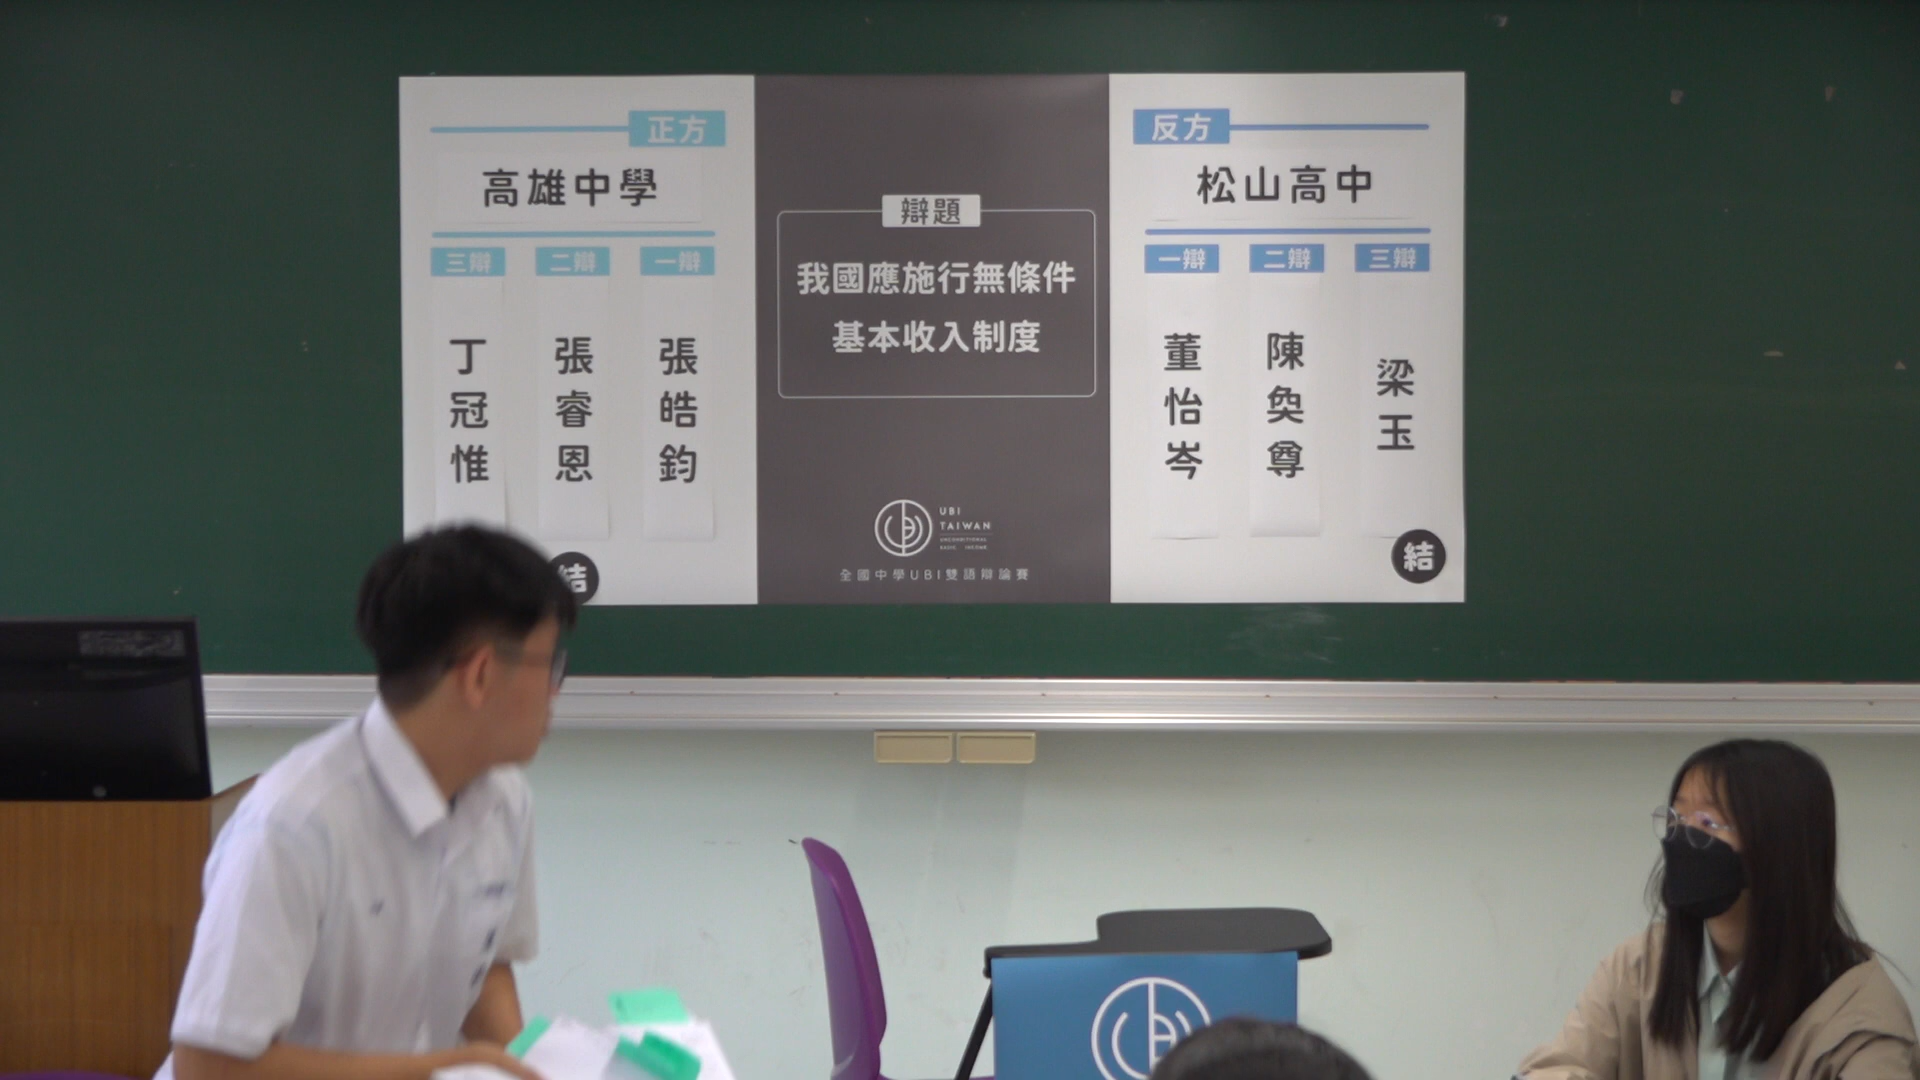 正方
高雄中學
三辯 二辯 一辯
丁冠惟
張睿恩
張皓鈞
結
辯題
我國應施行無條件
基本收入制度
UBI
TAIWAN
UNCONDITIONAL
BASIC INCOME
全國中學UBI雙語辯論賽
反方
松山高中
一辯 二辯 三辯
董怡岑
陳奐尊
梁玉
結